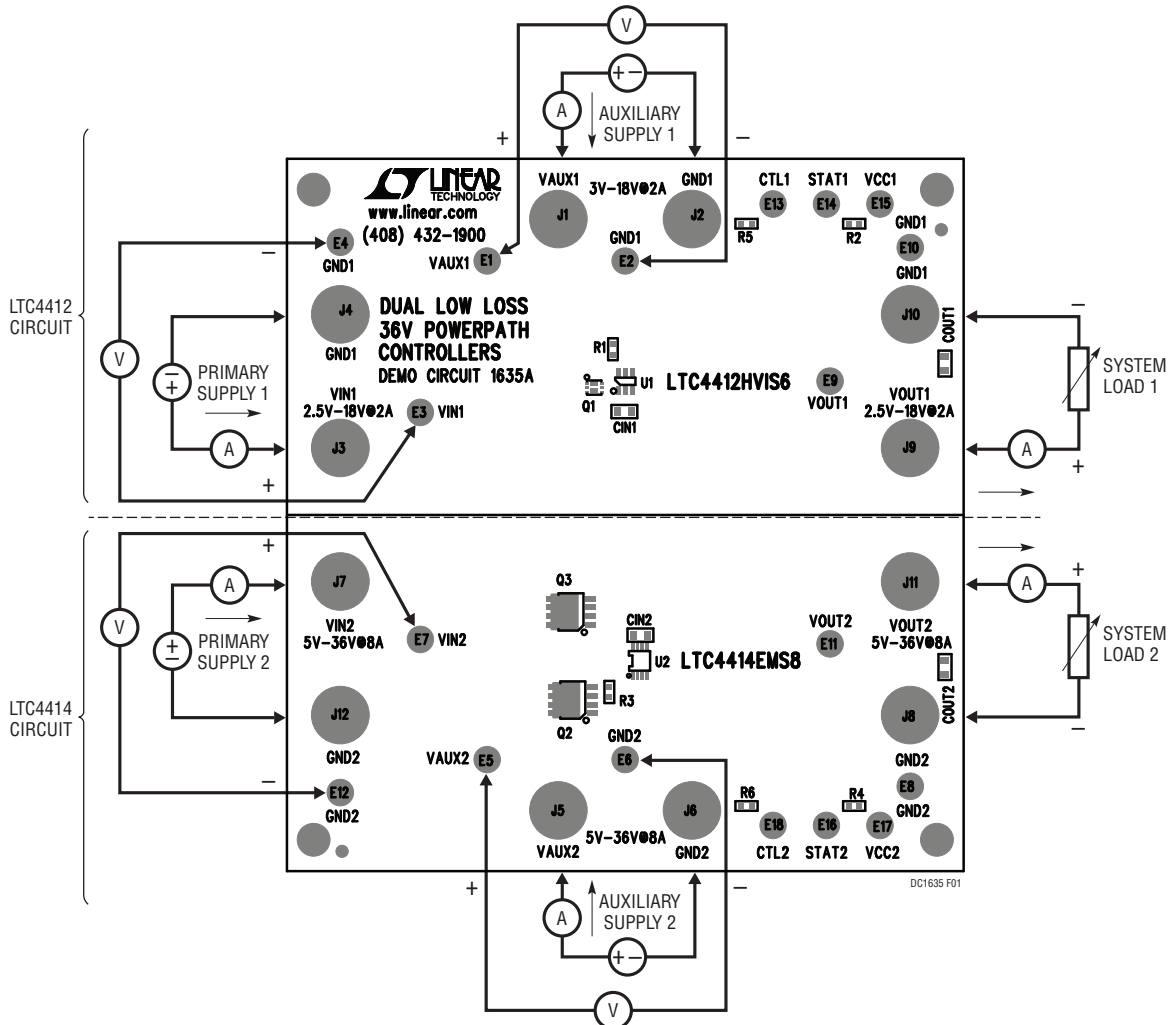 V
+ −
A
AUXILIARY
SUPPLY 1
+
−
LINEAR
TECHNOLOGY
www.linear.com
(408) 432-1900
VAUX1
3V–18V@2A
GND1
J1
J2
CTL1
STAT1
VCC1
E13
E14
E15
R5
R2
GND1
E10
GND1
−
E4
GND1
VAUX1
E1
GND1
E2
LTC4412
CIRCUIT
V
−
+
PRIMARY
SUPPLY 1
A
+
J4
GND1
DUAL LOW LOSS
36V POWERPATH
CONTROLLERS
DEMO CIRCUIT 1635A
VIN1
2.5V–18V@2A
E3
VIN1
J3
R1
Q1
U1
CIN1
LTC4412HVIS6
E9
VOUT1
J10
COUT1
VOUT1
2.5V–18V@2A
J9
−
SYSTEM
LOAD 1
A
+
LTC4414
CIRCUIT
V
+
A
PRIMARY
SUPPLY 2
+
−
−
J7
VIN2
5V–36V@8A
E7
VIN2
J12
GND2
E12
GND2
Q3
CIN2
U2
LTC4414EMS8
Q2
R3
VOUT2
E11
J11
VOUT2
5V–36V@8A
COUT2
J8
GND2
E8
GND2
+
A
SYSTEM
LOAD 2
−
VAUX2
E5
GND2
E6
J5
5V–36V@8A
VAUX2
J6
GND2
R6
R4
E18
E16
E17
CTL2
STAT2
VCC2
DC1635 F01
+
−
A
AUXILIARY
SUPPLY 2
+ −
V